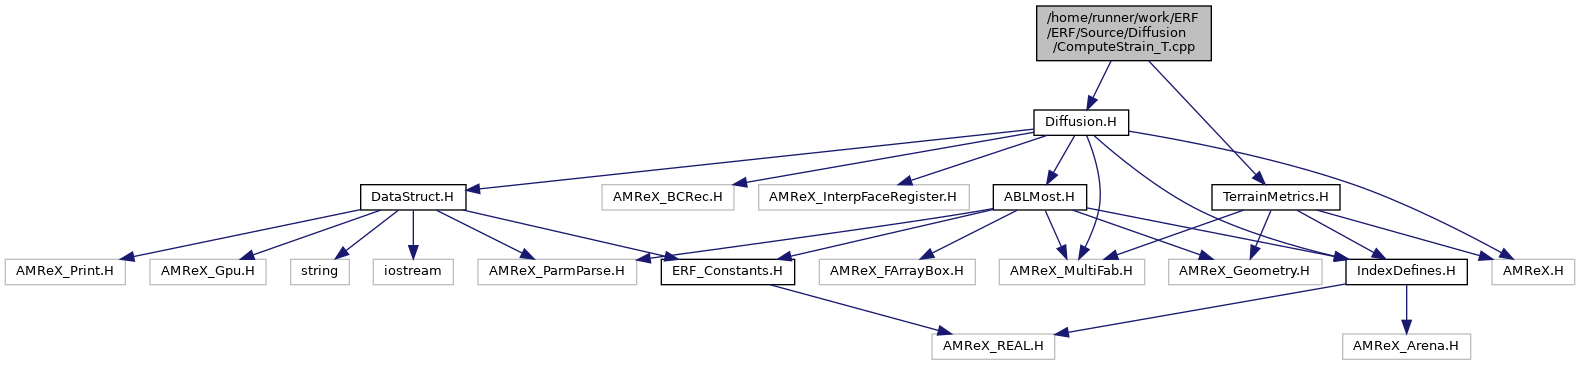 /home/runner/work/ERF
/ERF/Source/Diffusion
/ComputeStrain_T.cpp
Diffusion.H
DataStruct.H
AMReX_BCRec.H
AMReX_InterpFaceRegister.H
ABLMost.H
TerrainMetrics.H
AMReX_Print.H
AMReX_Gpu.H
string
iostream
AMReX_ParmParse.H
ERF_Constants.H
AMReX_FArrayBox.H
AMReX_MultiFab.H
AMReX_Geometry.H
IndexDefines.H
AMReX.H
AMReX_REAL.H
AMReX_Arena.H